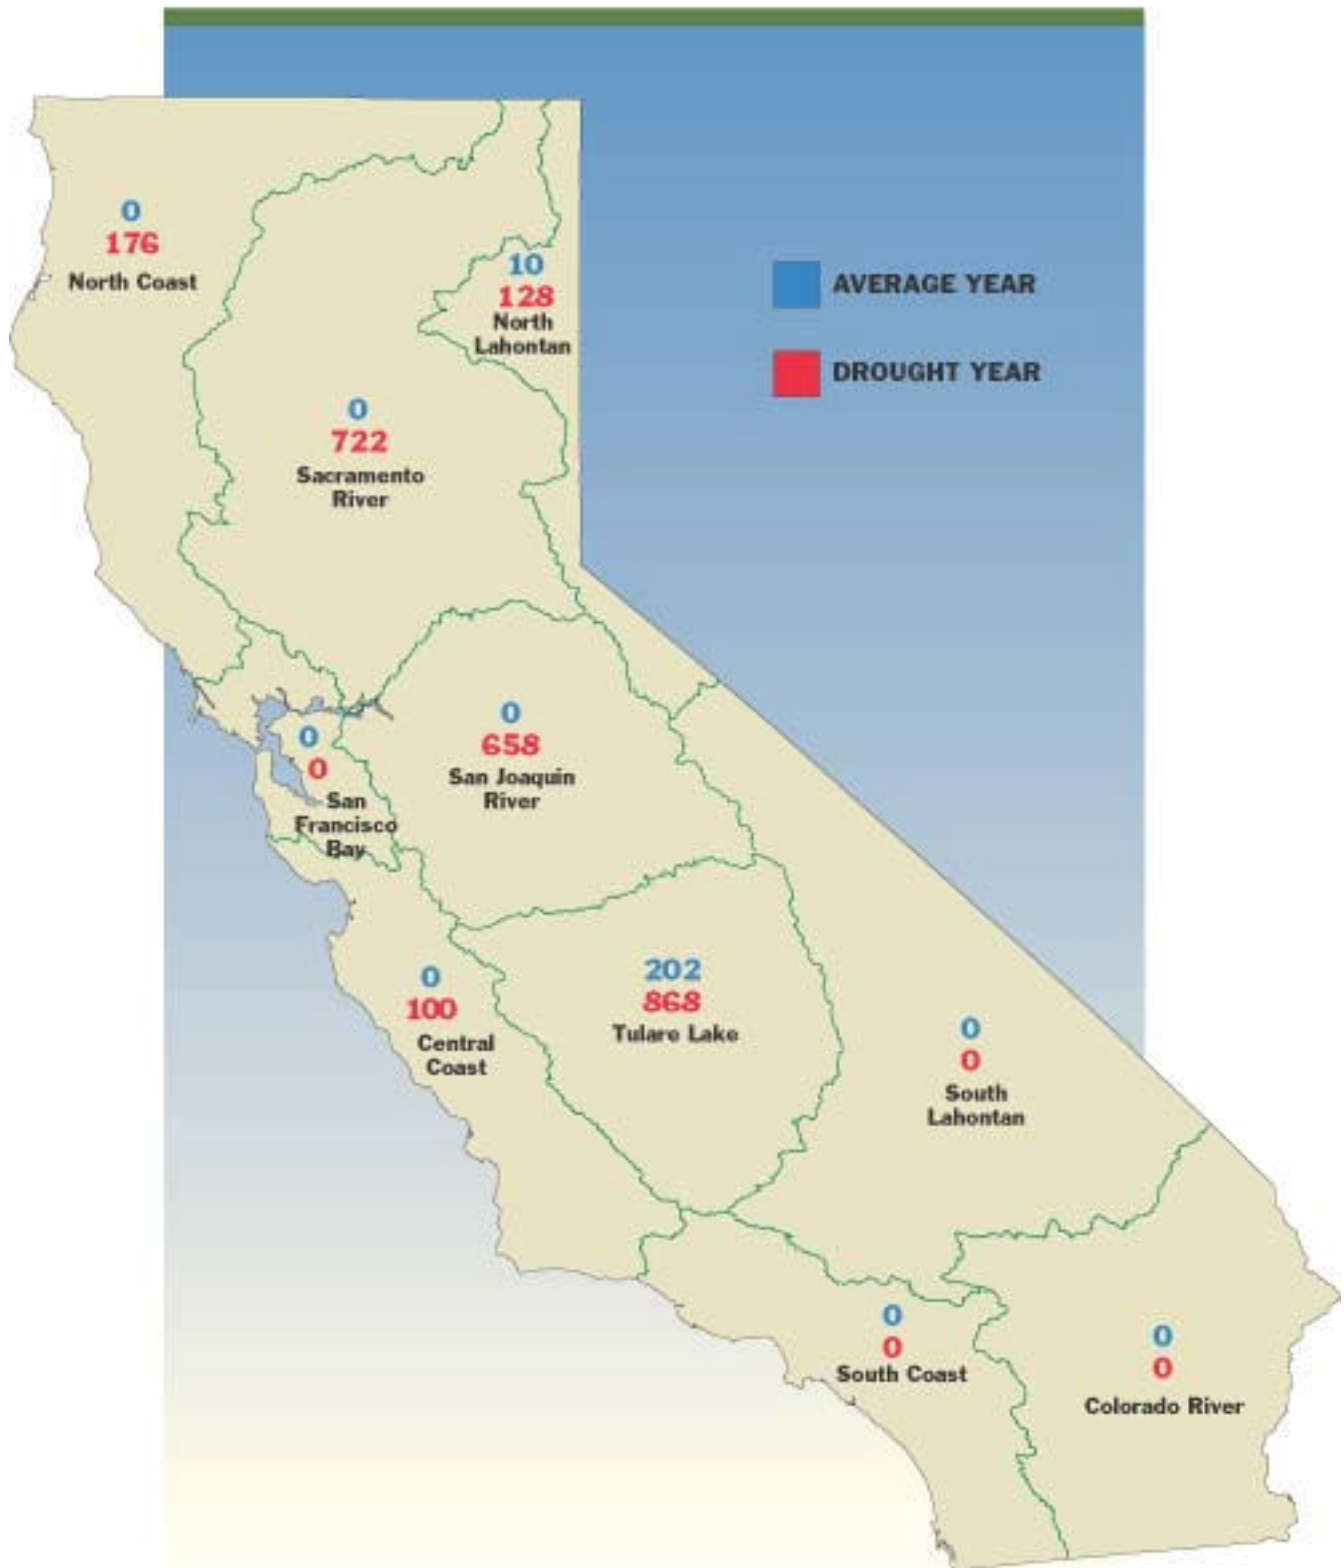 0
176
North Coast
10
128
North
Lahontan
AVERAGE YEAR
DROUGHT YEAR
0
722
Sacramento
River
0
658
San Joaquin
River
0
0
San
Francisco
Bay
0
100
Central
Coast
202
868
Tulare Lake
0
0
South
Lahontan
0
0
South Coast
0
0
Colorado River